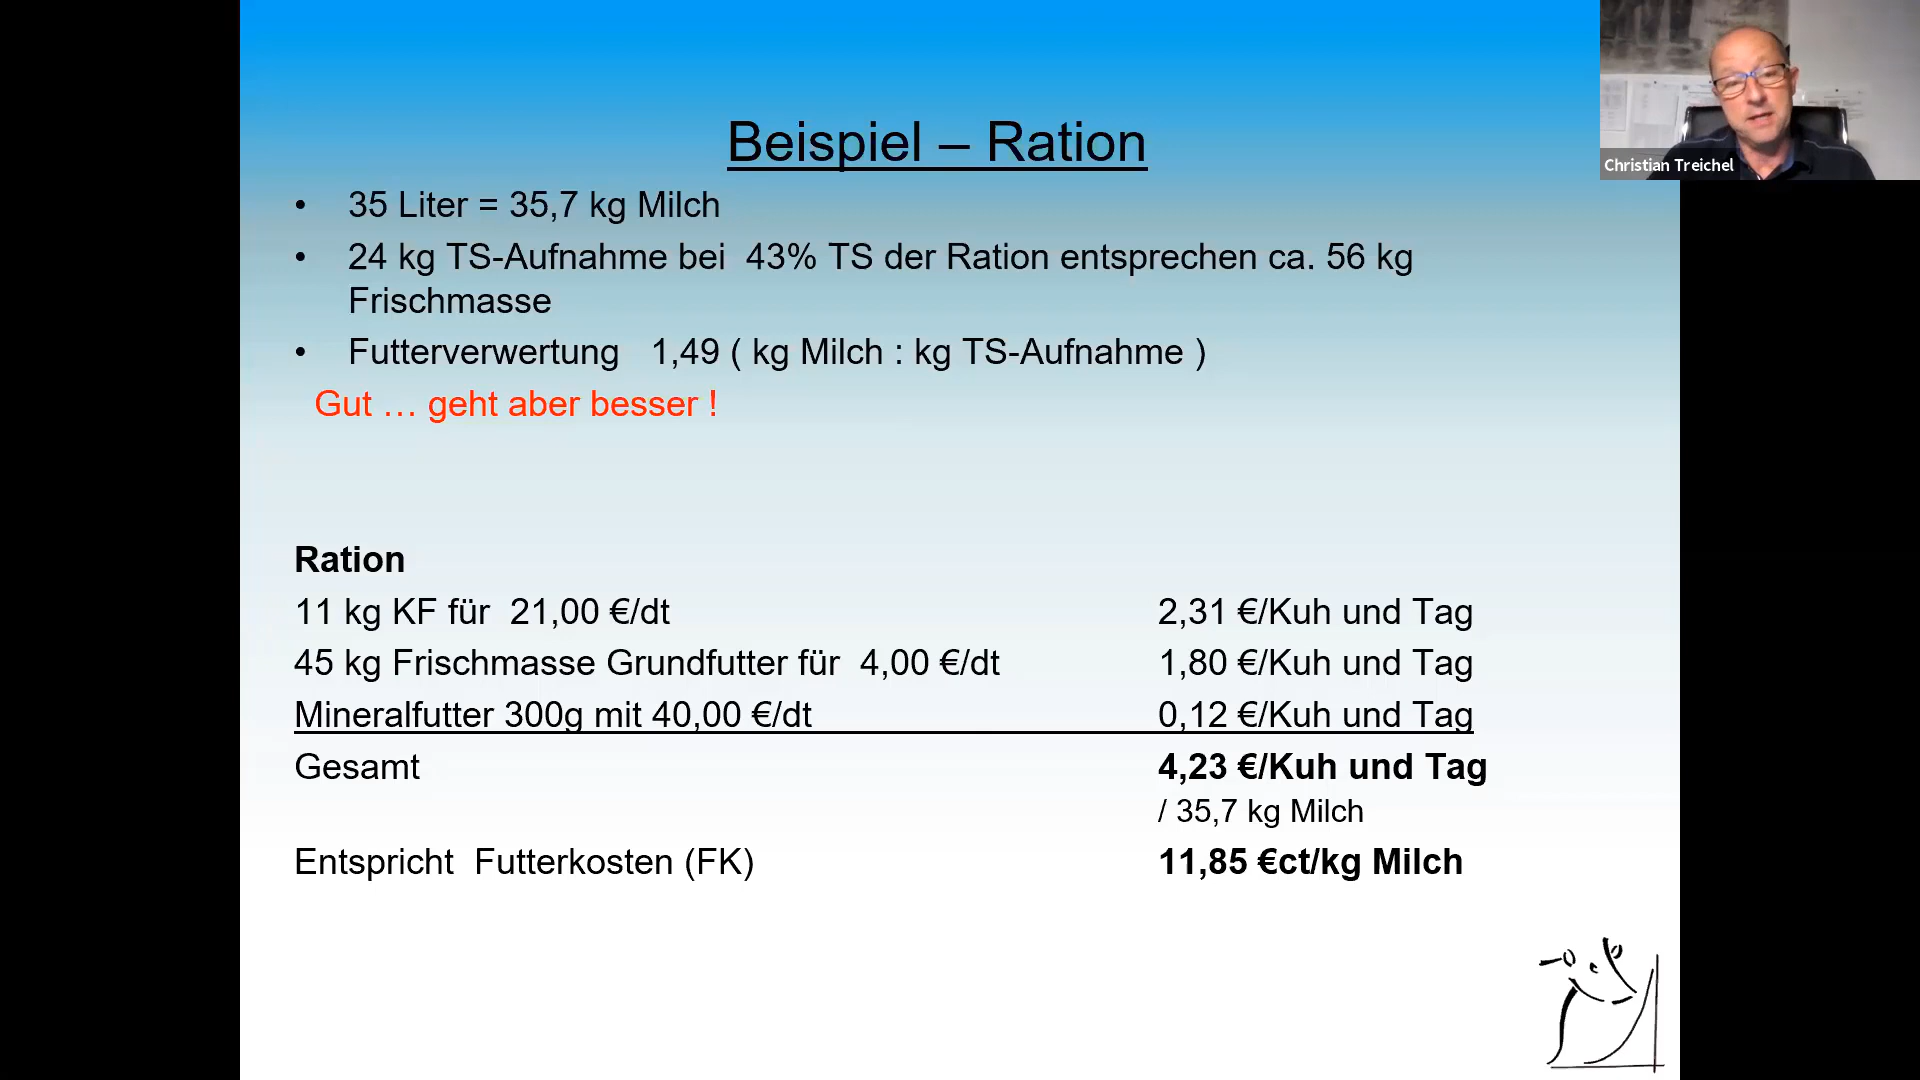 Beispiel – Ration
• 35 Liter = 35,7 kg Milch
• 24 kg TS-Aufnahme bei 43% TS der Ration entsprechen ca. 56 kg
Frischmasse
• Futterverwertung 1,49 ( kg Milch : kg TS-Aufnahme )
Gut … geht aber besser !
Ration
11 kg KF für 21,00 €/dt 2,31 €/Kuh und Tag
45 kg Frischmasse Grundfutter für 4,00 €/dt 1,80 €/Kuh und Tag
Mineralfutter 300g mit 40,00 €/dt 0,12 €/Kuh und Tag
Gesamt 4,23 €/Kuh und Tag
/ 35,7 kg Milch
Entspricht Futterkosten (FK) 11,85 €ct/kg Milch
Christian Treichel